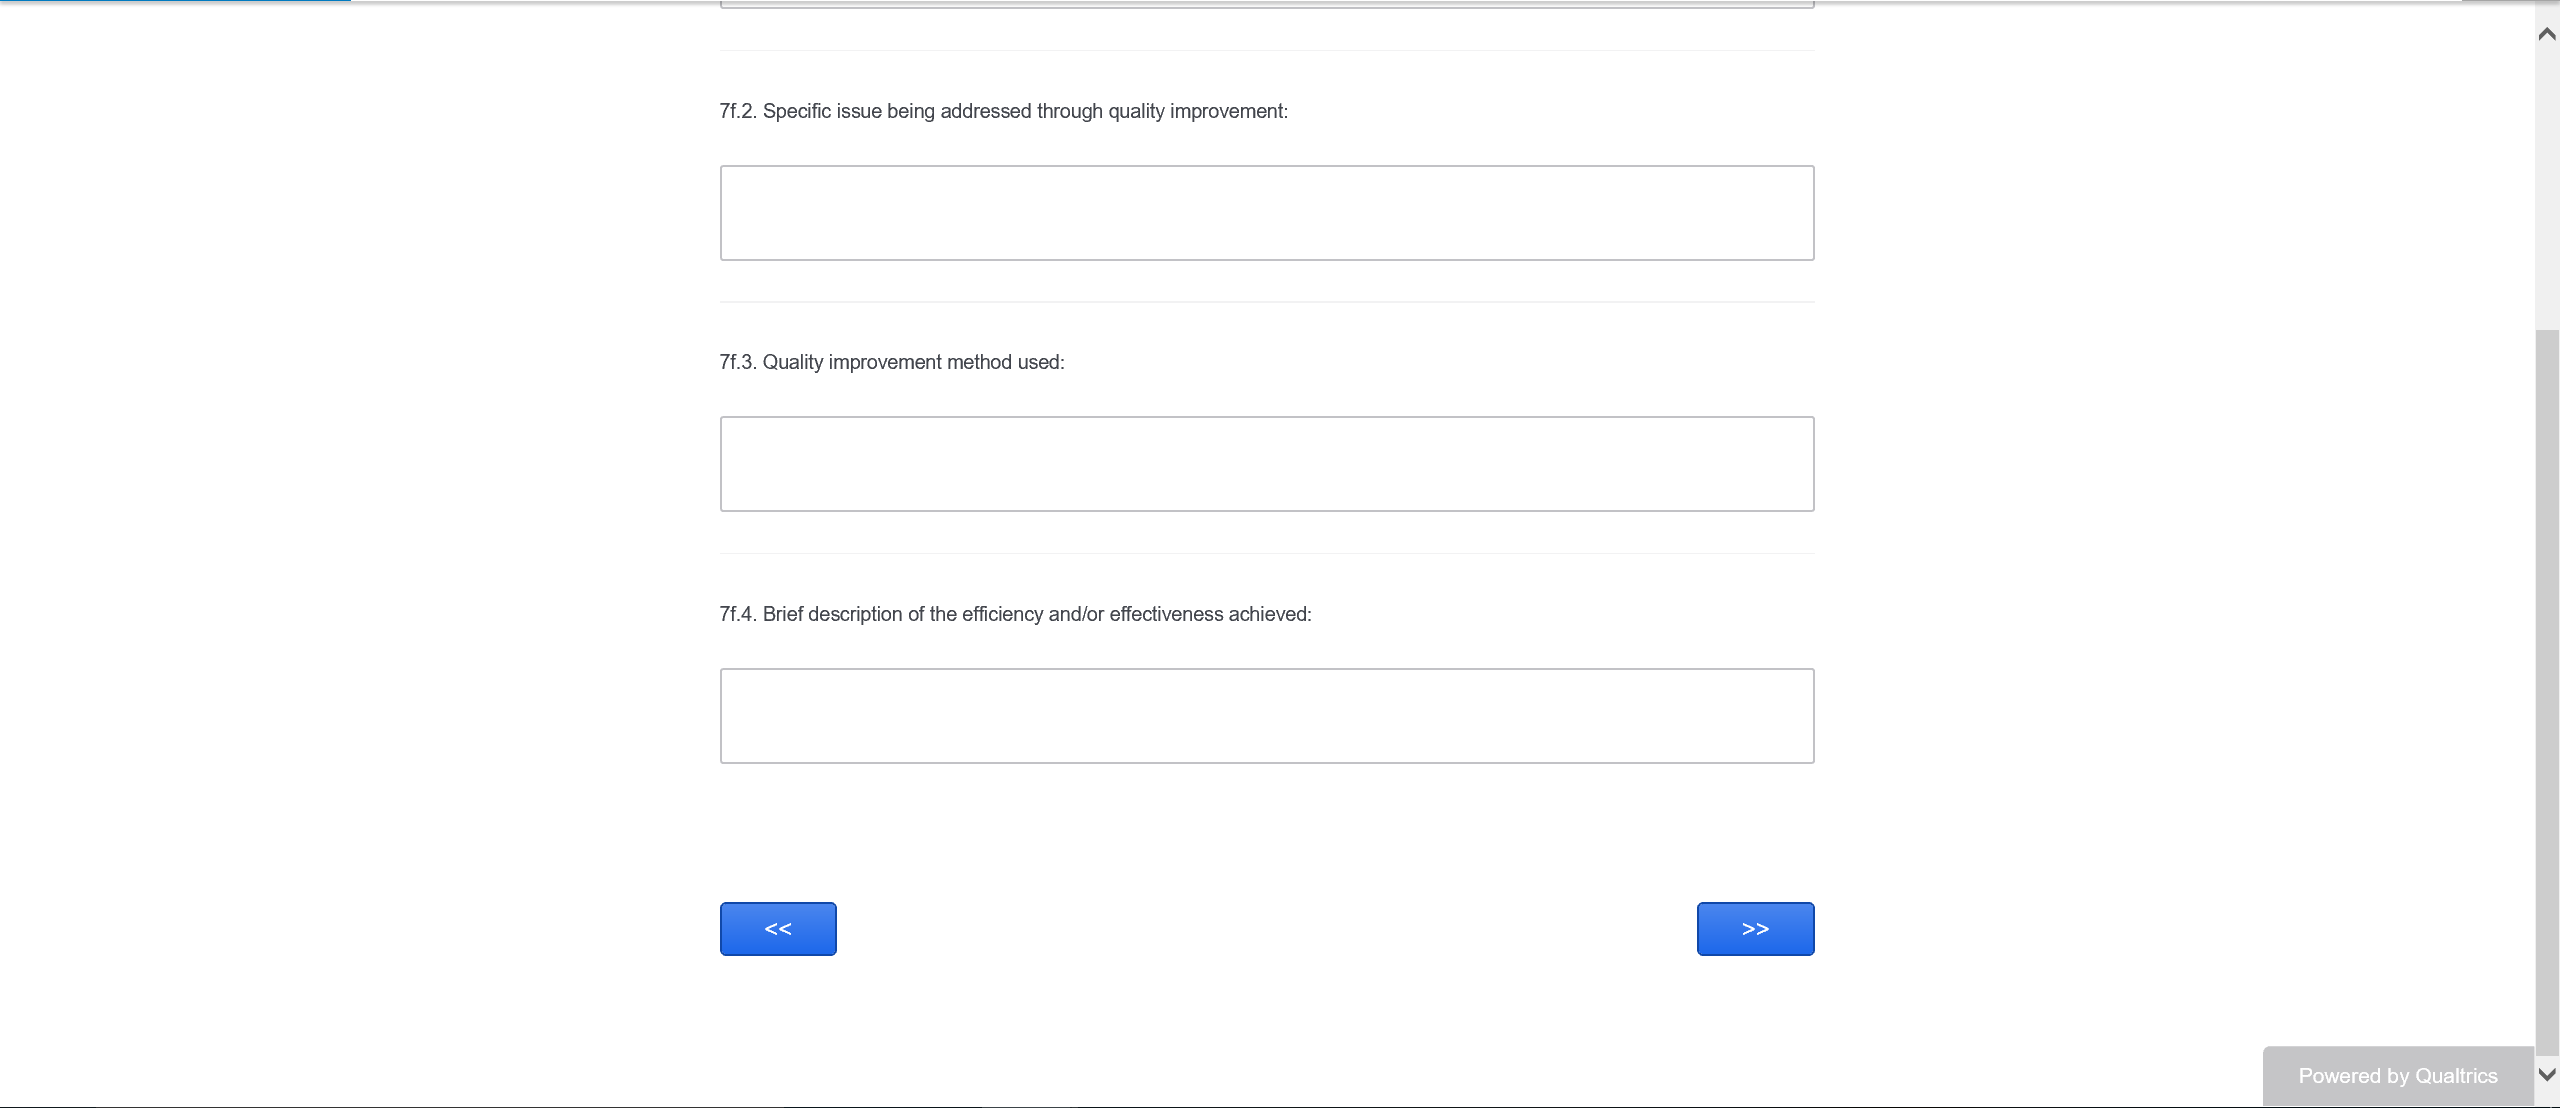 7f.2. Specific issue being addressed through quality improvement:
7f.3. Quality improvement method used:
7f.4. Brief description of the efficiency and/or effectiveness achieved:
<< >>
Powered by Qualtrics